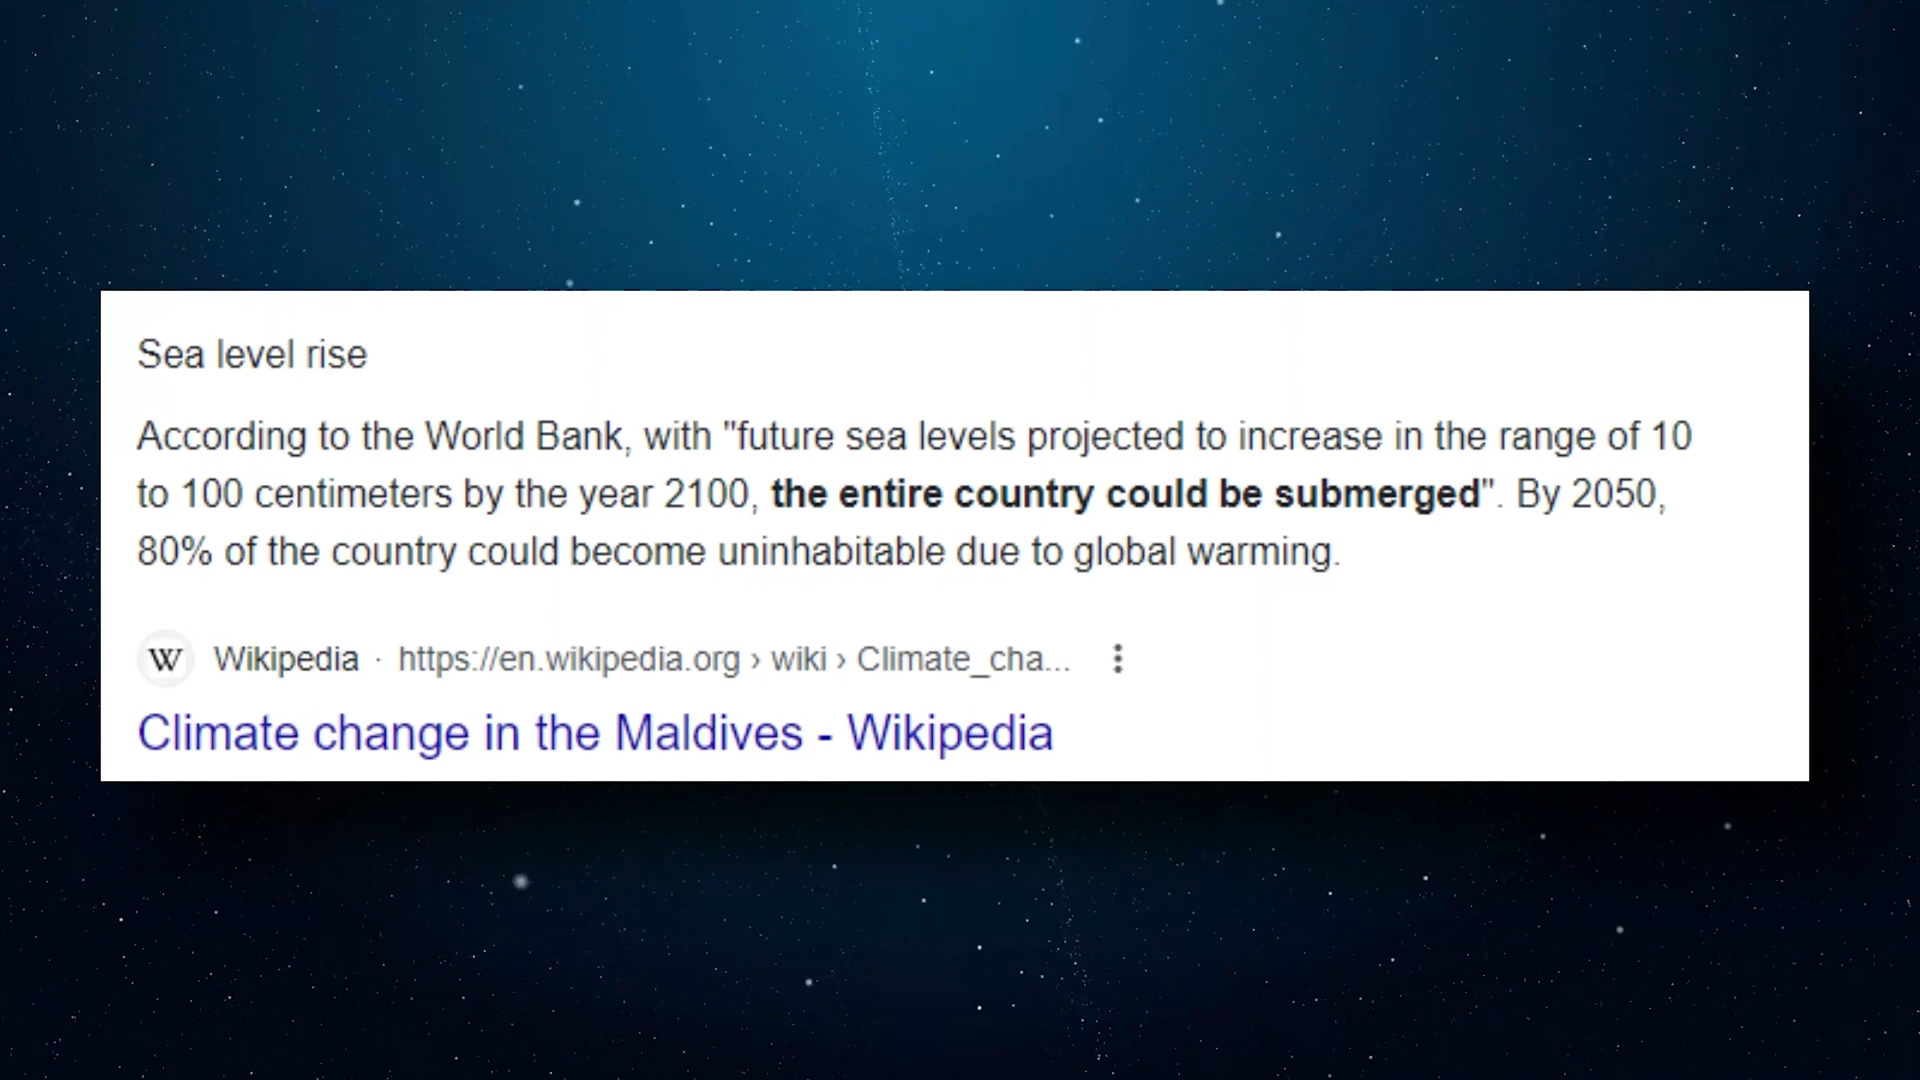 Sea level rise
According to the World Bank, with "future sea levels projected to increase in the range of 10
to 100 centimeters by the year 2100, the entire country could be submerged". By 2050,
80% of the country could become uninhabitable due to global warming.
W Wikipedia · https://en.wikipedia.org › wiki › Climate_cha...
Climate change in the Maldives - Wikipedia